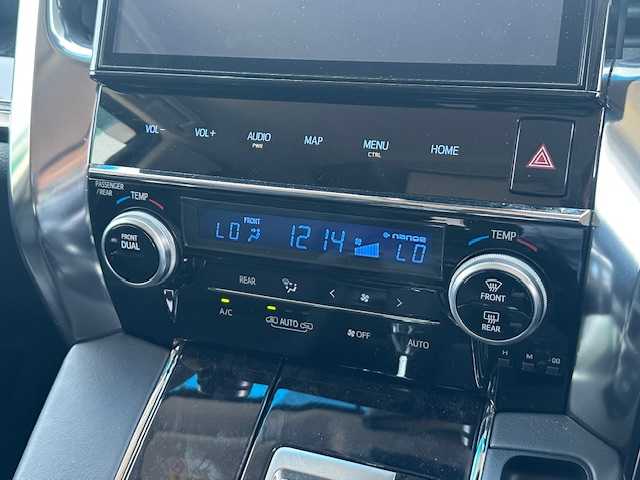 VOL− VOL+ AUDIO MAP MENU HOME
PWR CTRL
PASSENGER
/REAR
TEMP
FRONT
DUAL
FRONT
LO 12:14 nanoe LO
TEMP
FRONT
REAR
REAR
A/C AUTO OFF AUTO
H M :00